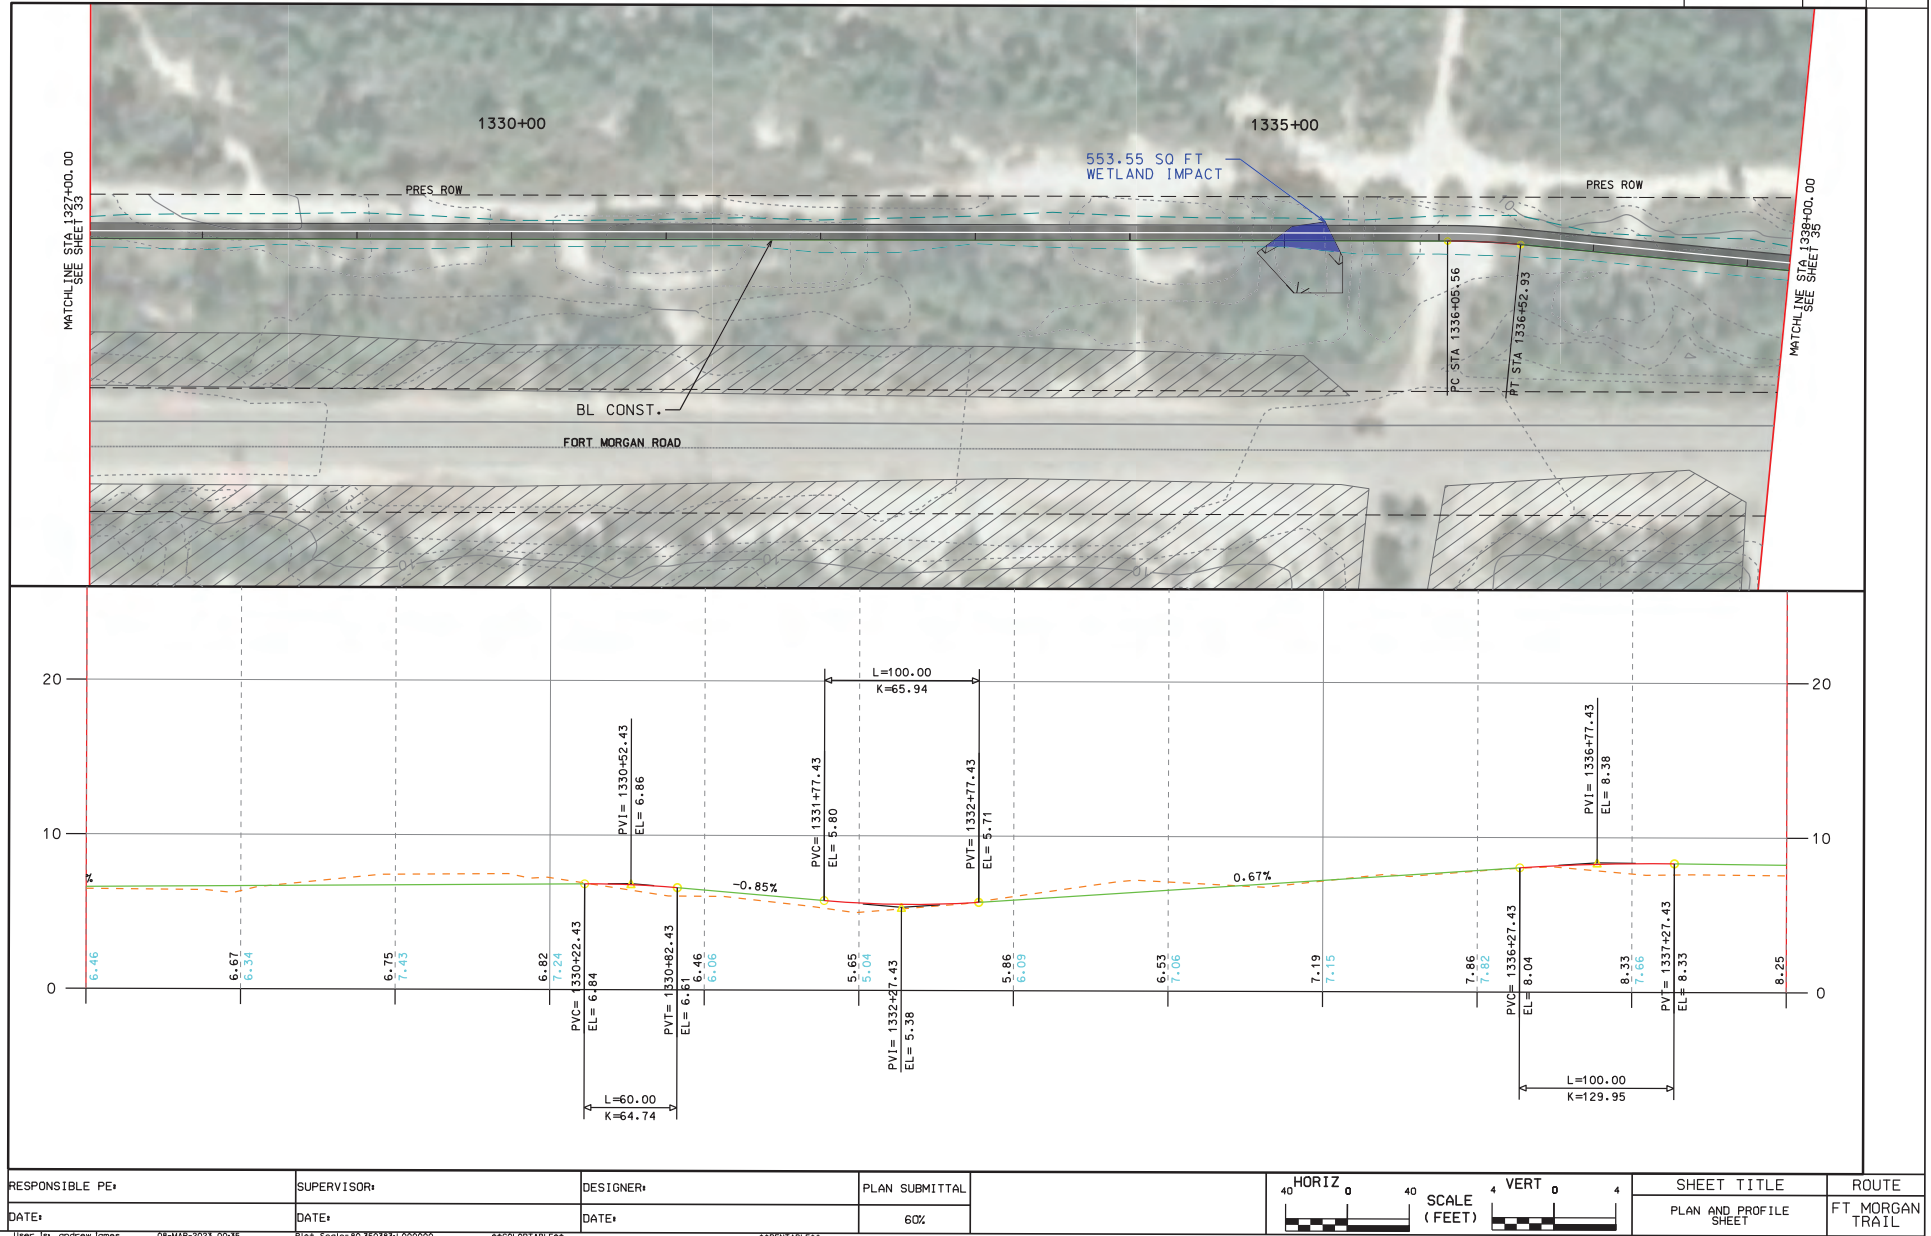 1330+00
1335+00
553.55 SQ FT
WETLAND IMPACT
PRES ROW
PRES ROW
MATCHLINE STA 1327+00.00
SEE SHEET 33
MATCHLINE STA 1338+00.00
SEE SHEET 35
PC STA 1336+05.56
PT STA 1336+52.93
BL CONST.
FORT MORGAN ROAD
10
10
10
20
20
10
10
0
0
L=100.00
K=65.94
PVI= 1330+52.43
EL= 6.86
PVC= 1331+77.43
EL= 5.80
PVT= 1332+77.43
EL= 5.71
PVI= 1336+77.43
EL= 8.38
%
-0.85%
0.67%
6.46
6.67
6.34
6.75
7.43
6.82
7.24
6.46
6.06
5.65
5.04
5.86
6.09
6.53
7.06
7.19
7.15
7.86
7.82
8.33
7.66
8.25
PVC= 1330+22.43
EL= 6.84
PVT= 1330+82.43
EL= 6.61
PVI= 1332+27.43
EL= 5.38
PVC= 1336+27.43
EL= 8.04
PVT= 1337+27.43
EL= 8.33
L=60.00
K=64.74
L=100.00
K=129.95
RESPONSIBLE PE:
SUPERVISOR:
DESIGNER:
PLAN SUBMITTAL
DATE:
DATE:
DATE:
60%
HORIZ
40 0 40
SCALE
(FEET)
VERT
4 0 4
SHEET TITLE
PLAN AND PROFILE
SHEET
ROUTE
FT MORGAN
TRAIL